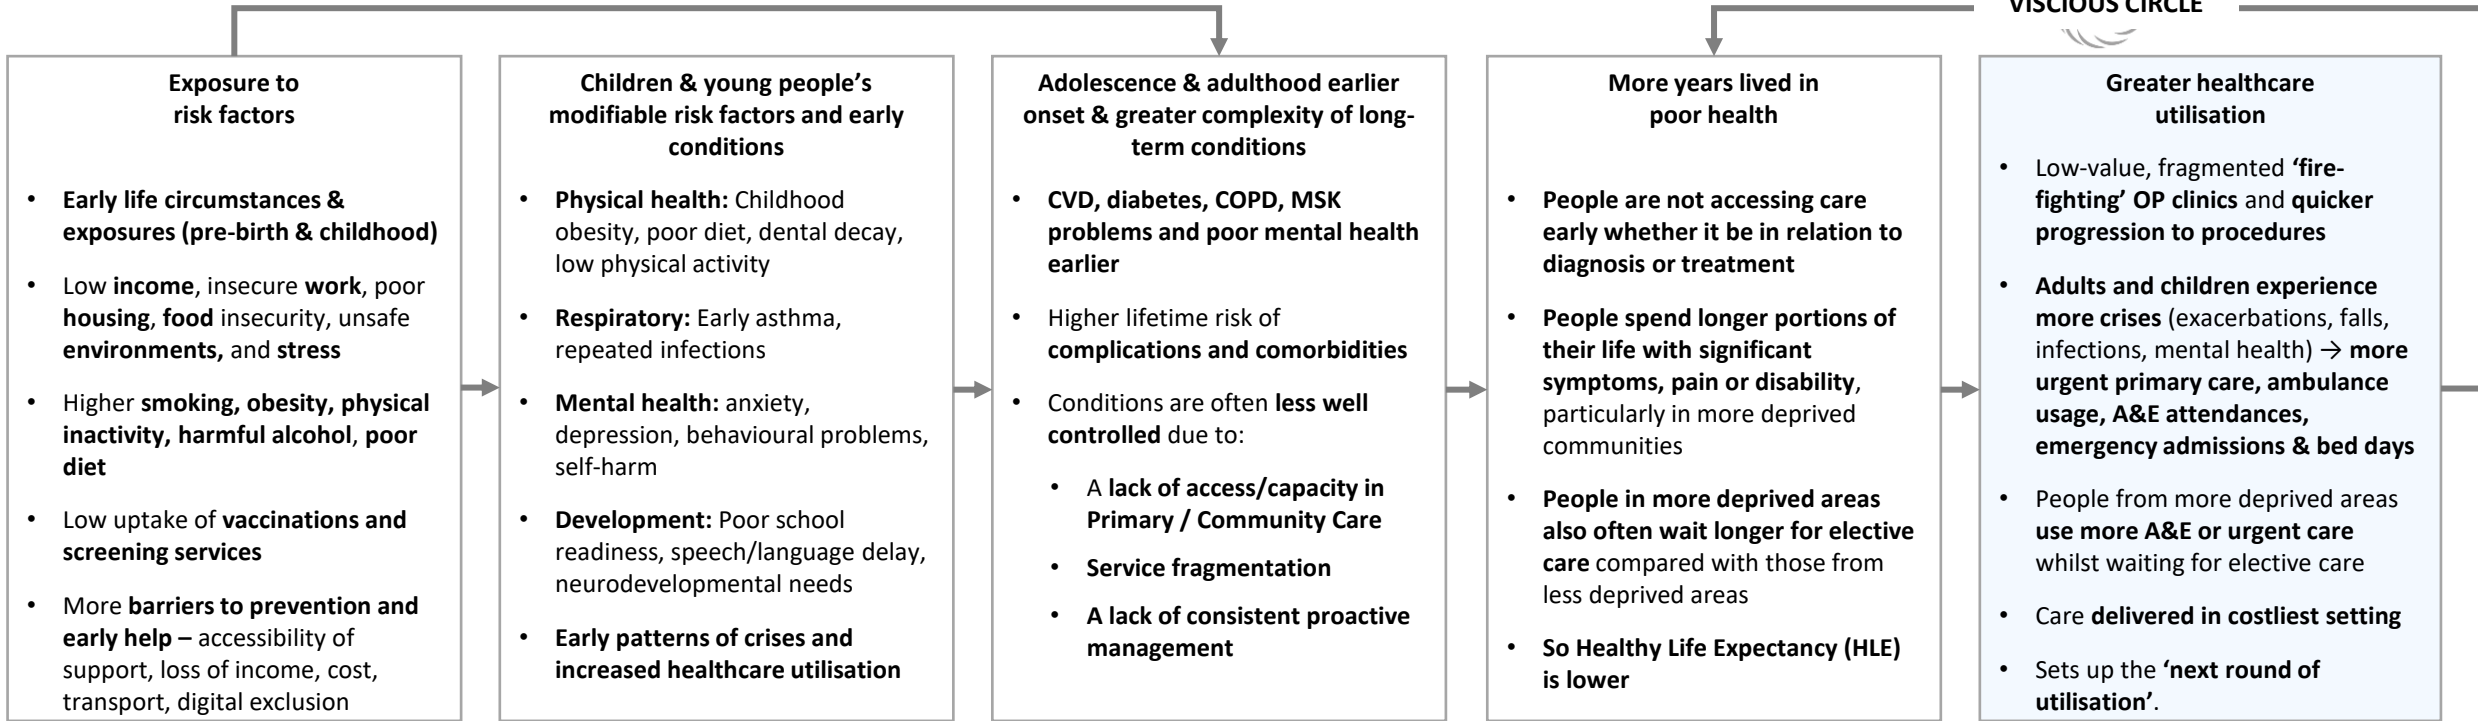 VISCIOUS CIRCLE
Exposure to
risk factors
• Early life circumstances &
exposures (pre-birth & childhood)
• Low income, insecure work, poor
housing, food insecurity, unsafe
environments, and stress
• Higher smoking, obesity, physical
inactivity, harmful alcohol, poor
diet
• Low uptake of vaccinations and
screening services
• More barriers to prevention and
early help – accessibility of
support, loss of income, cost,
transport, digital exclusion
Children & young people’s
modifiable risk factors and early
conditions
• Physical health: Childhood
obesity, poor diet, dental decay,
low physical activity
• Respiratory: Early asthma,
repeated infections
• Mental health: anxiety,
depression, behavioural problems,
self-harm
• Development: Poor school
readiness, speech/language delay,
neurodevelopmental needs
• Early patterns of crises and
increased healthcare utilisation
Adolescence & adulthood earlier
onset & greater complexity of long-
term conditions
• CVD, diabetes, COPD, MSK
problems and poor mental health
earlier
• Higher lifetime risk of
complications and comorbidities
• Conditions are often less well
controlled due to:
• A lack of access/capacity in
Primary / Community Care
• Service fragmentation
• A lack of consistent proactive
management
More years lived in
poor health
• People are not accessing care
early whether it be in relation to
diagnosis or treatment
• People spend longer portions of
their life with significant
symptoms, pain or disability,
particularly in more deprived
communities
• People in more deprived areas
also often wait longer for elective
care compared with those from
less deprived areas
• So Healthy Life Expectancy (HLE)
is lower
Greater healthcare
utilisation
• Low-value, fragmented ‘fire-
fighting’ OP clinics and quicker
progression to procedures
• Adults and children experience
more crises (exacerbations, falls,
infections, mental health) → more
urgent primary care, ambulance
usage, A&E attendances,
emergency admissions & bed days
• People from more deprived areas
use more A&E or urgent care
whilst waiting for elective care
• Care delivered in costliest setting
• Sets up the ‘next round of
utilisation’.